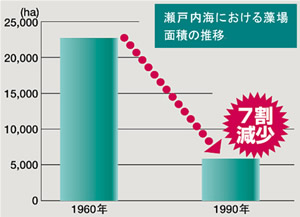 (ha)
瀬戸内海における藻場
面積の推移
25,000
20,000
15,000
10,000
5,000
0
7割
減少
1960年
1990年